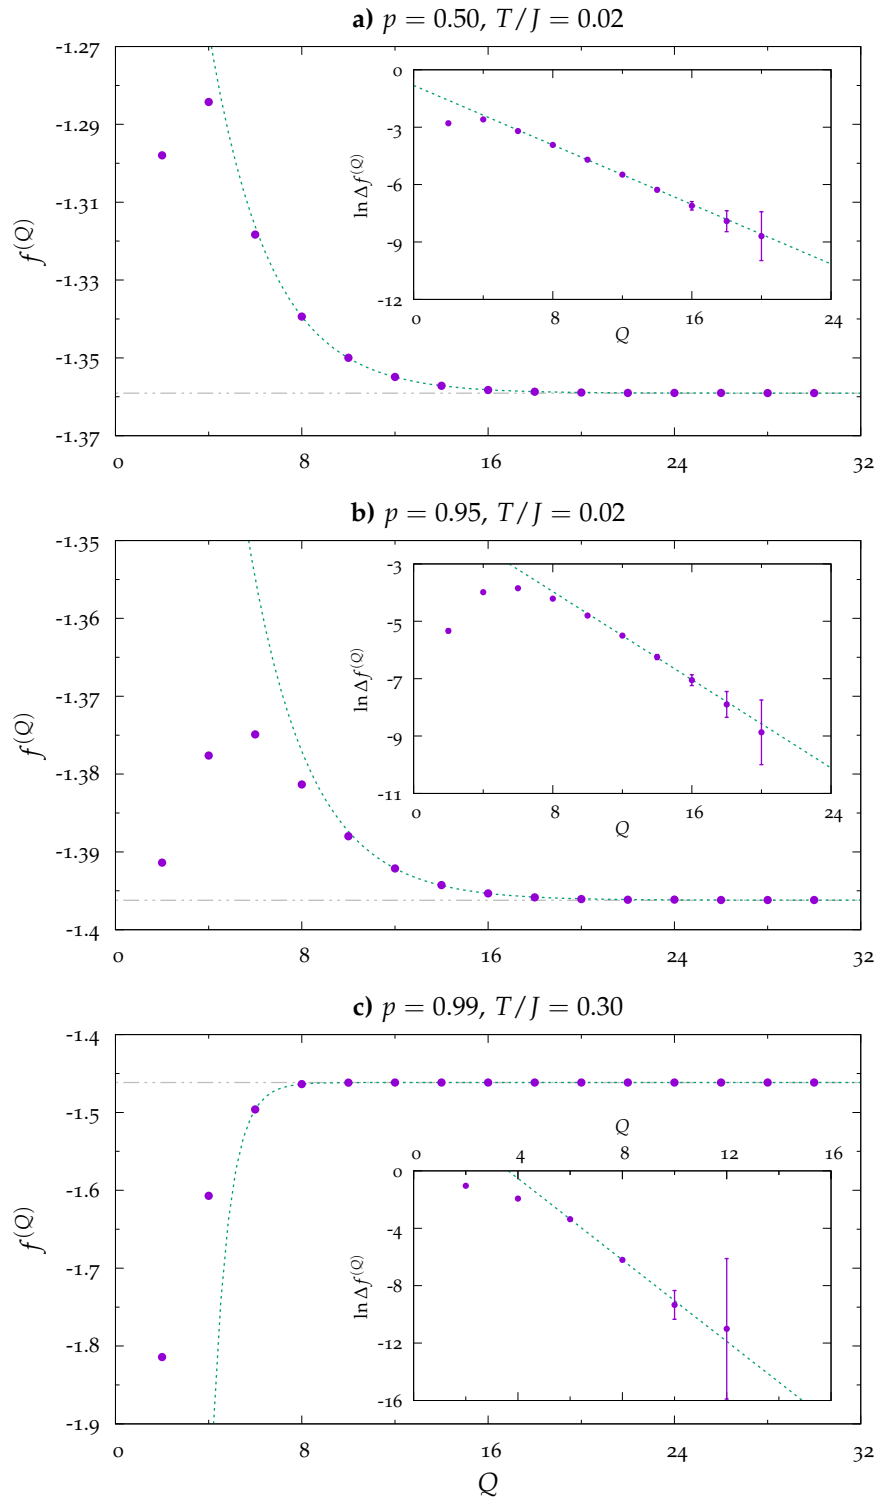 a) p = 0.50, T/J = 0.02
-1.27
-1.29
-1.31
-1.33
-1.35
-1.37
f(Q)
0 8 16 24 32
0
-3
-6
-9
-12
ln Δf(Q)
0 8 16 24
Q
b) p = 0.95, T/J = 0.02
-1.35
-1.36
-1.37
-1.38
-1.39
-1.4
f(Q)
0 8 16 24 32
-3
-5
-7
-9
-11
ln Δf(Q)
0 8 16 24
Q
c) p = 0.99, T/J = 0.30
-1.4
-1.5
-1.6
-1.7
-1.8
-1.9
f(Q)
0 8 16 24 32
Q
Q
0 4 8 12 16
0
-4
-8
-12
-16
ln Δf(Q)